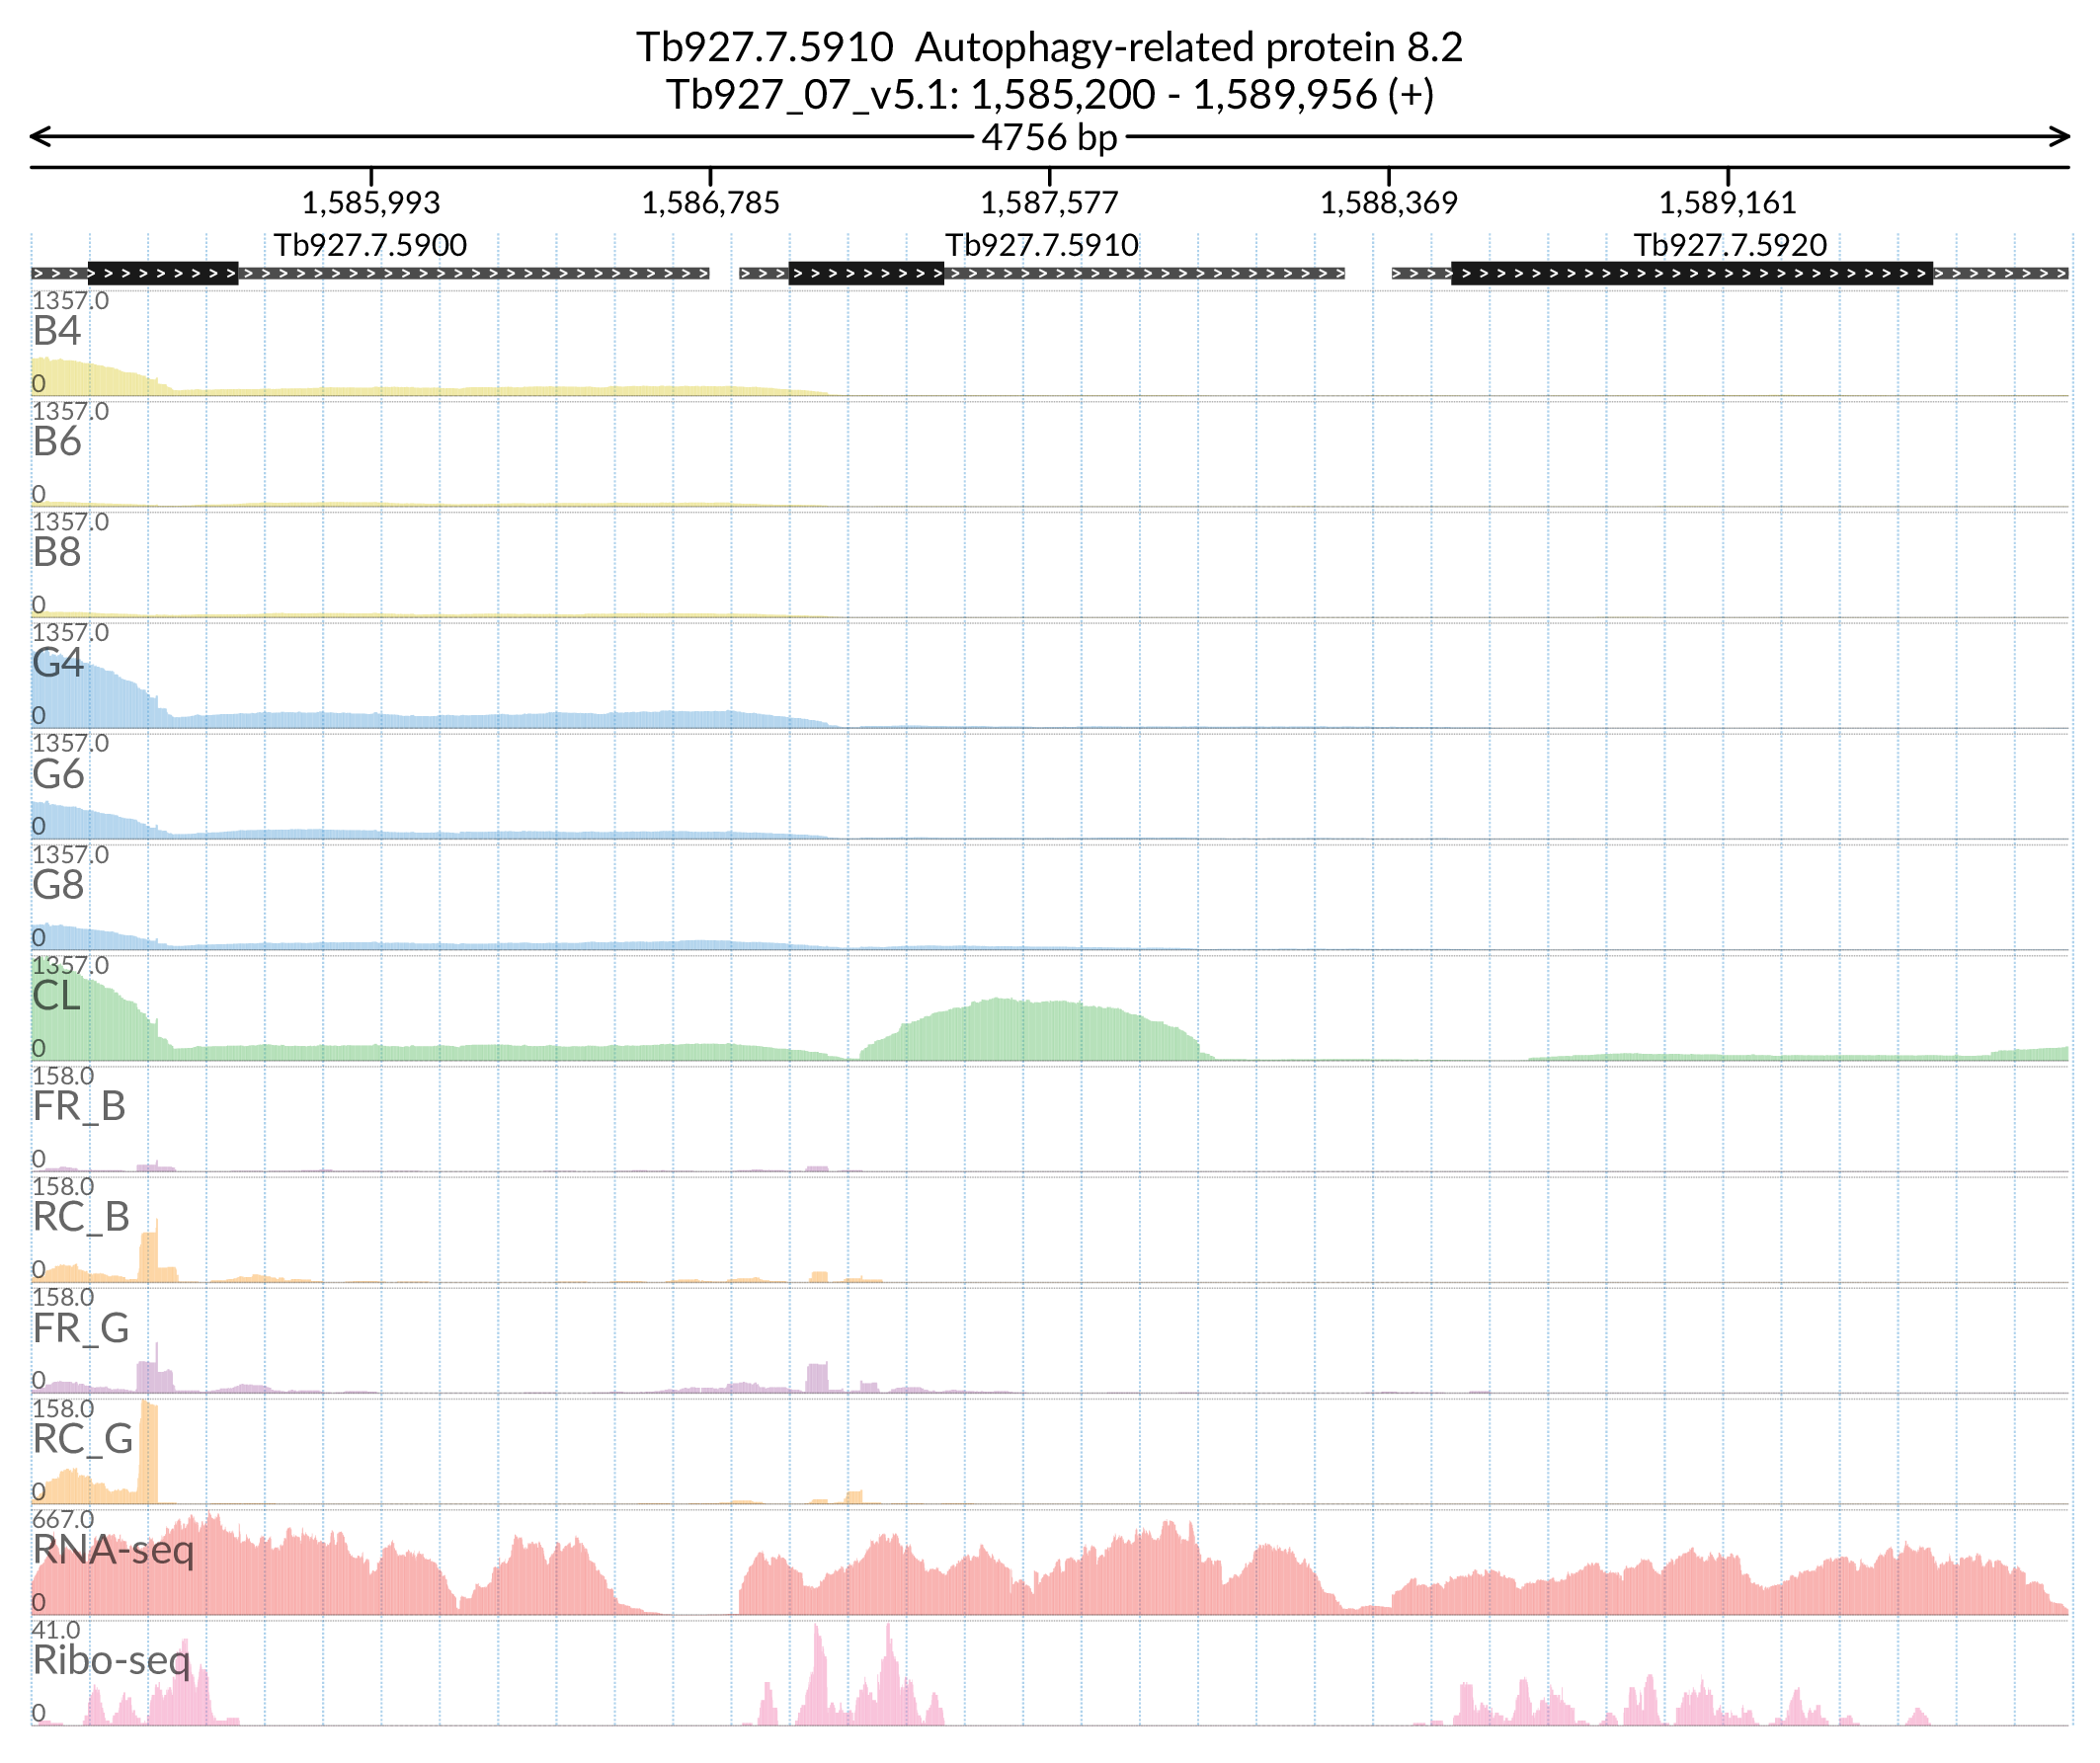 Tb927.7.5910  Autophagy-related protein 8.2
Tb927_07_v5.1: 1,585,200 - 1,589,956 (+)
4756 bp
1,585,993 1,586,785 1,587,577 1,588,369 1,589,161
Tb927.7.5900 Tb927.7.5910 Tb927.7.5920
1357.0
B4
0
1357.0
B6
0
1357.0
B8
0
1357.0
G4
0
1357.0
G6
0
1357.0
G8
0
1357.0
CL
0
158.0
FR_B
0
158.0
RC_B
0
158.0
FR_G
0
158.0
RC_G
0
667.0
RNA-seq
0
41.0
Ribo-seq
0